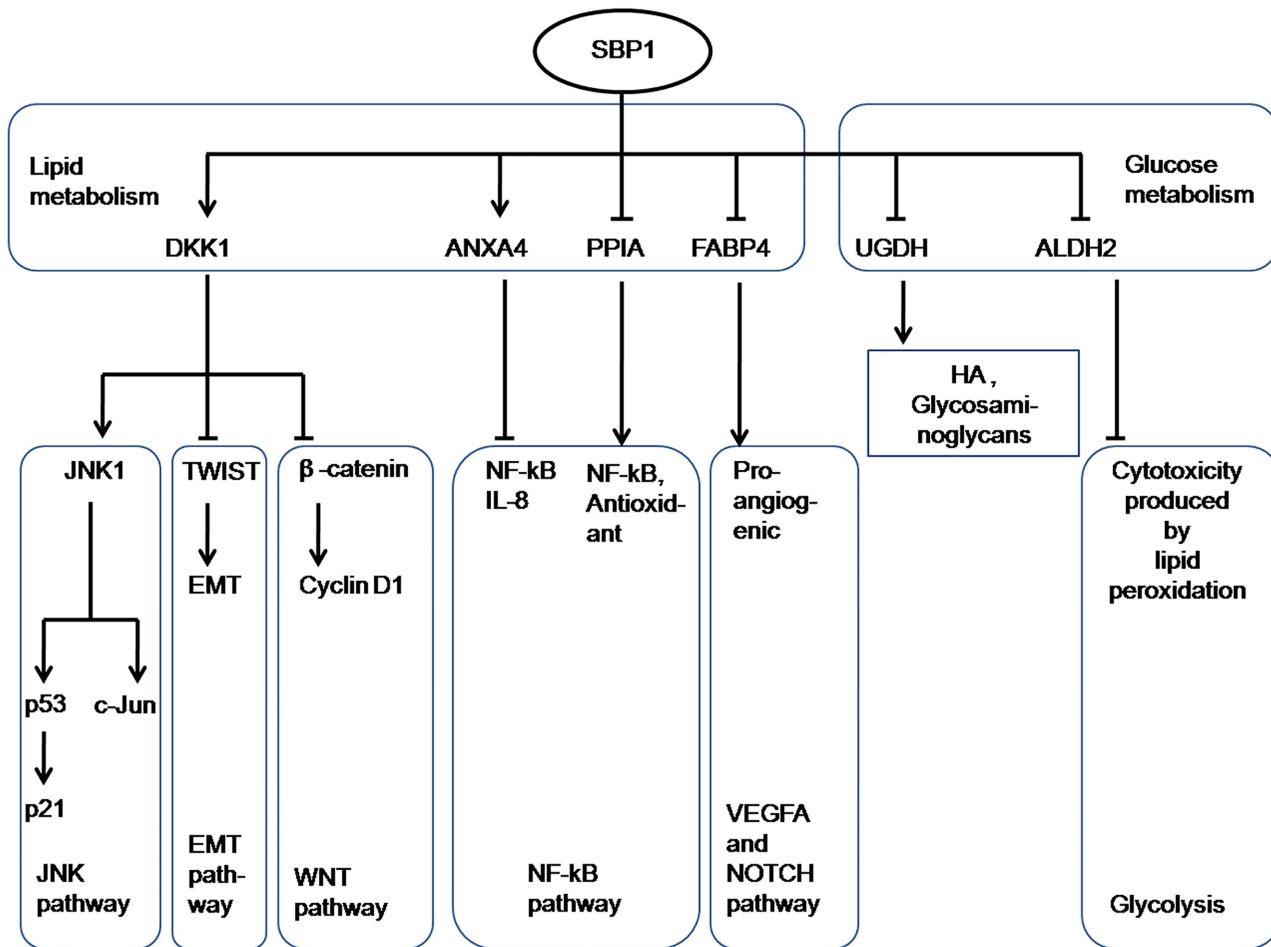 SBP1
Lipid
metabolism
Glucose
metabolism
DKK1
ANXA4
PPIA
FABP4
UGDH
ALDH2
HA ,
Glycosami-
noglycans
JNK1
p53
c-Jun
p21
JNK
pathway
TWIST
EMT
EMT
path-
way
β-catenin
Cyclin D1
WNT
pathway
NF-kB
IL-8
NF-kB,
Antioxid-
ant
NF-kB
pathway
Pro-
angiog-
enic
VEGFA
and
NOTCH
pathway
Cytotoxicity
produced
by
lipid
peroxidation
Glycolysis